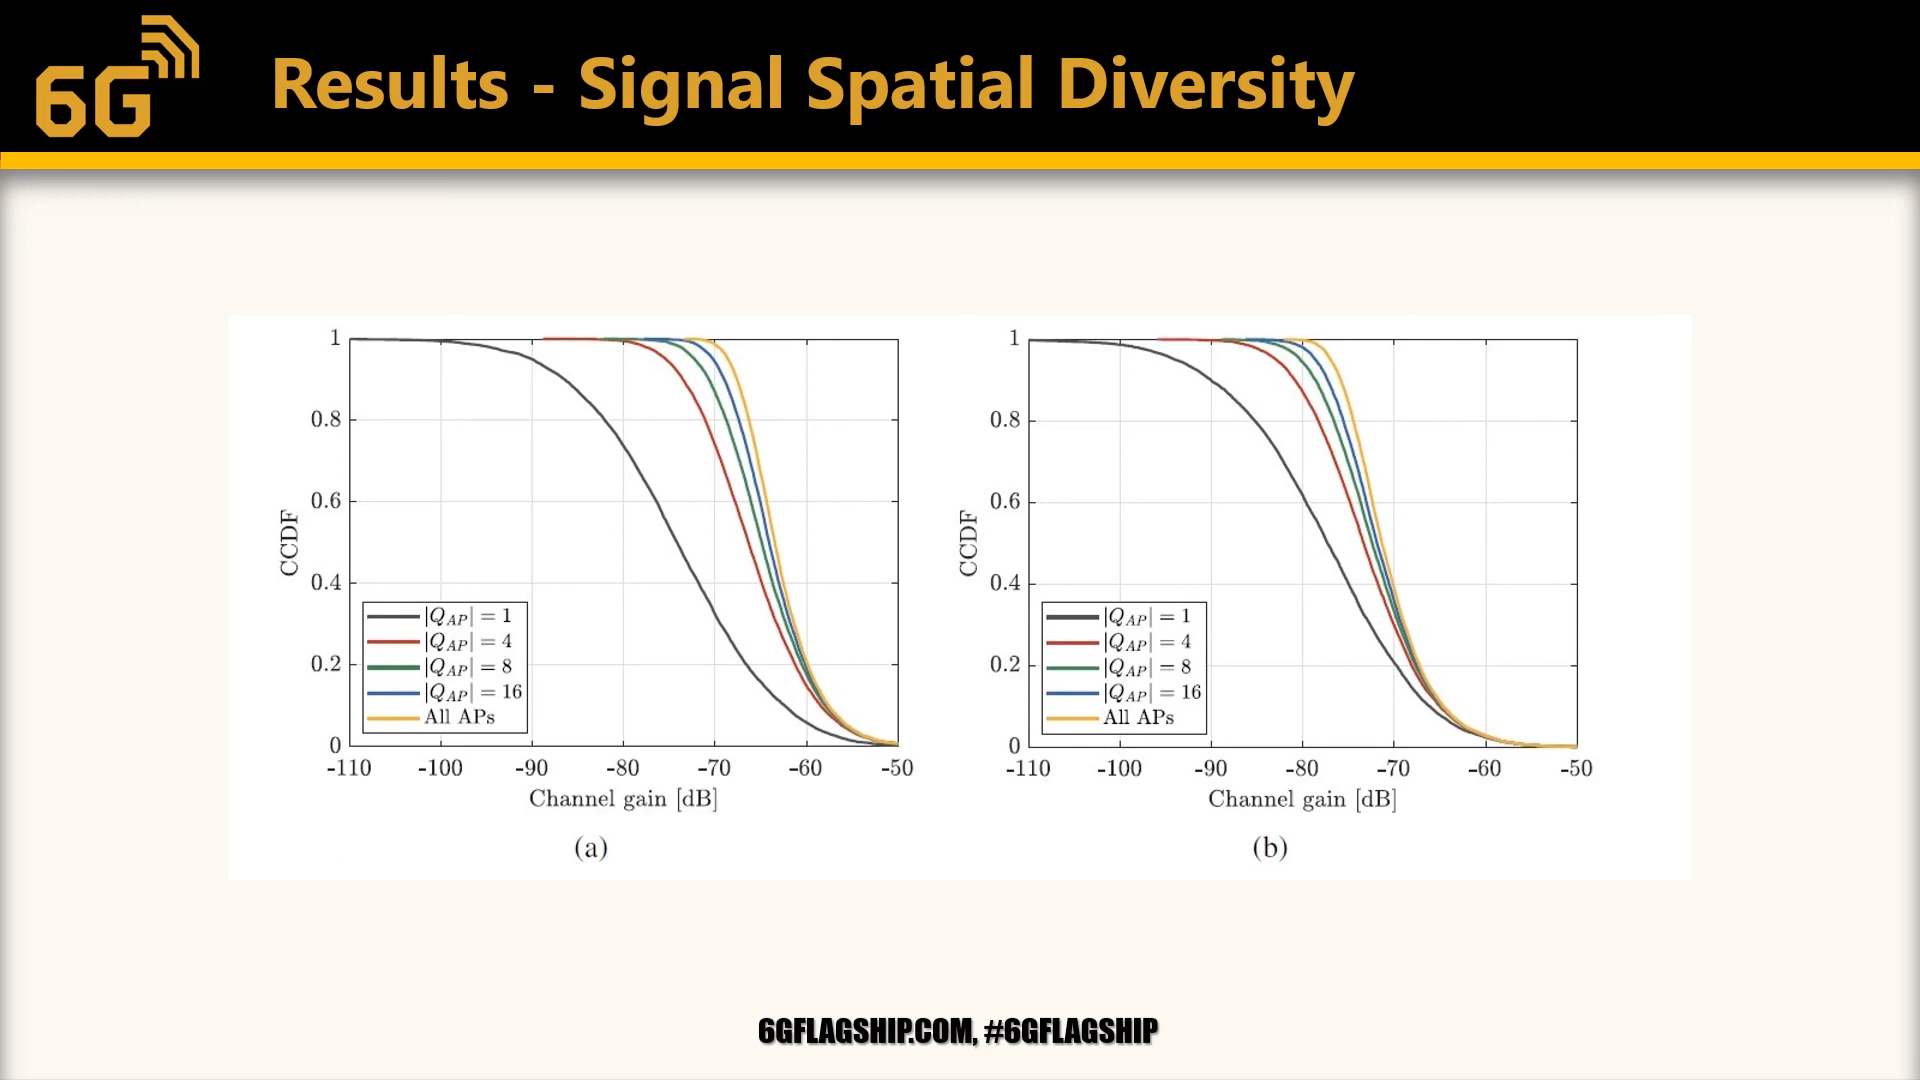 6G
Results - Signal Spatial Diversity
1
0.8
0.6
0.4
0.2
0
CCDF
|Q_AP| = 1
|Q_AP| = 4
|Q_AP| = 8
|Q_AP| = 16
All APs
-110 -100 -90 -80 -70 -60 -50
Channel gain [dB]
(a)
1
0.8
0.6
0.4
0.2
0
CCDF
|Q_AP| = 1
|Q_AP| = 4
|Q_AP| = 8
|Q_AP| = 16
All APs
-110 -100 -90 -80 -70 -60 -50
Channel gain [dB]
(b)
6GFLAGSHIP.COM, #6GFLAGSHIP